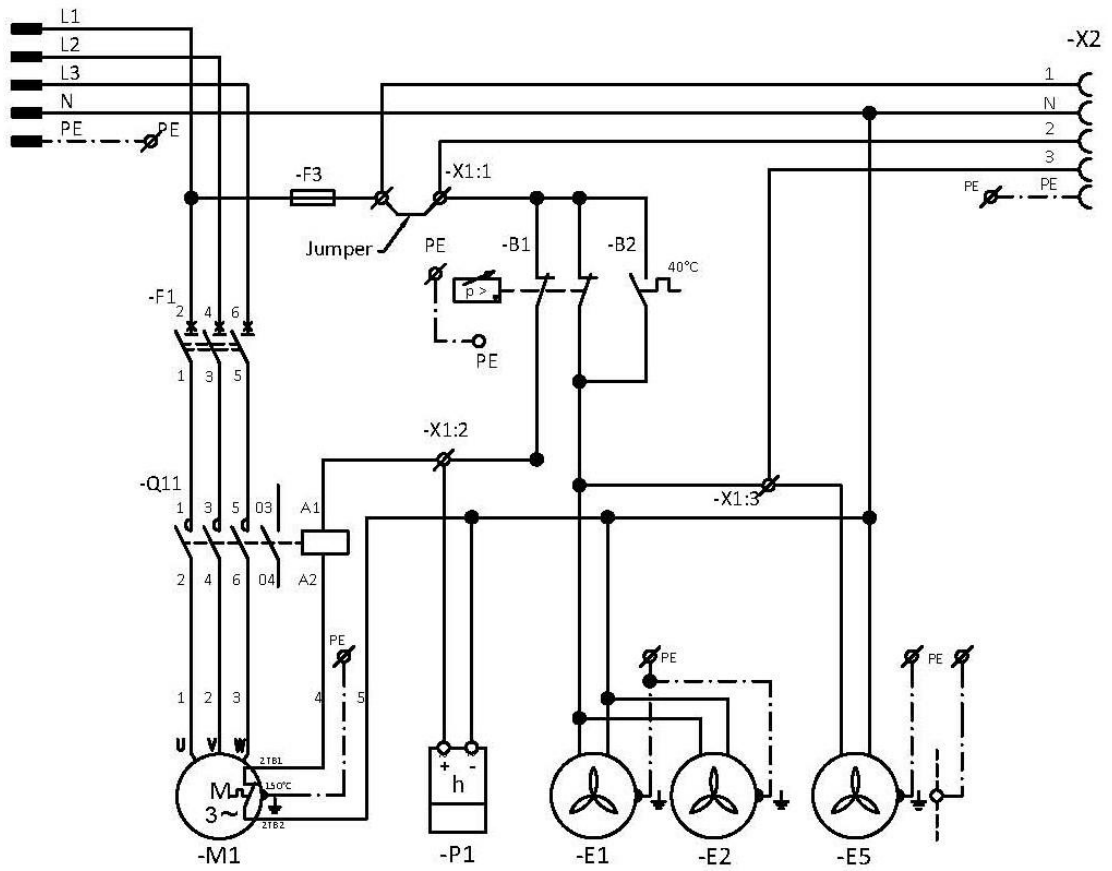 L1
L2
L3
N
PE PE
-X2
1
N
2
3
PE PE
-F3
-X1:1
Jumper
PE
-B1
-B2
40°C
p >
PE
-F1
2 4 6
1 3 5
-X1:2
-X1:3
-Q11
1 3 5 03 A1
2 4 6 04 A2
PE
PE
PE
1 2 3 4 5
U V W
2TB1
M
150°C
3~
2TB2
+ -
h
-M1
-P1
-E1
-E2
-E5